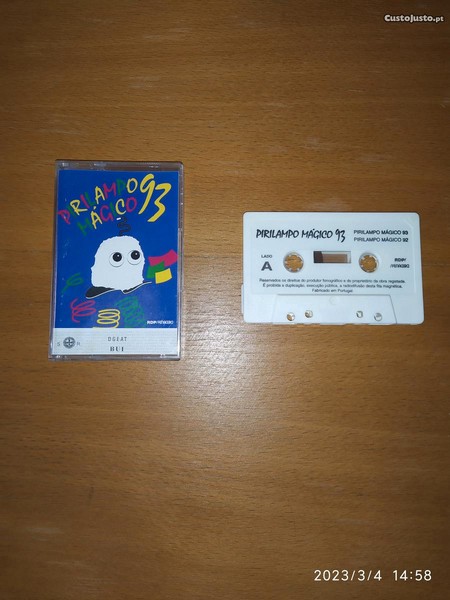 CustoJusto.pt
PIRILAMPO
MÁGICO 93
DGEAT
PIRILAMPO MÁGICO 93
PIRILAMPO MÁGICO 93
PIRILAMPO MÁGICO 92
LADO
A
Reservados os direitos do produtor fonográfico e do proprietário da obra registada.
É proibida a duplicação, execução pública, e radiodifusão desta fita magnética.
Fabricado em Portugal.
2023/3/4 14:58